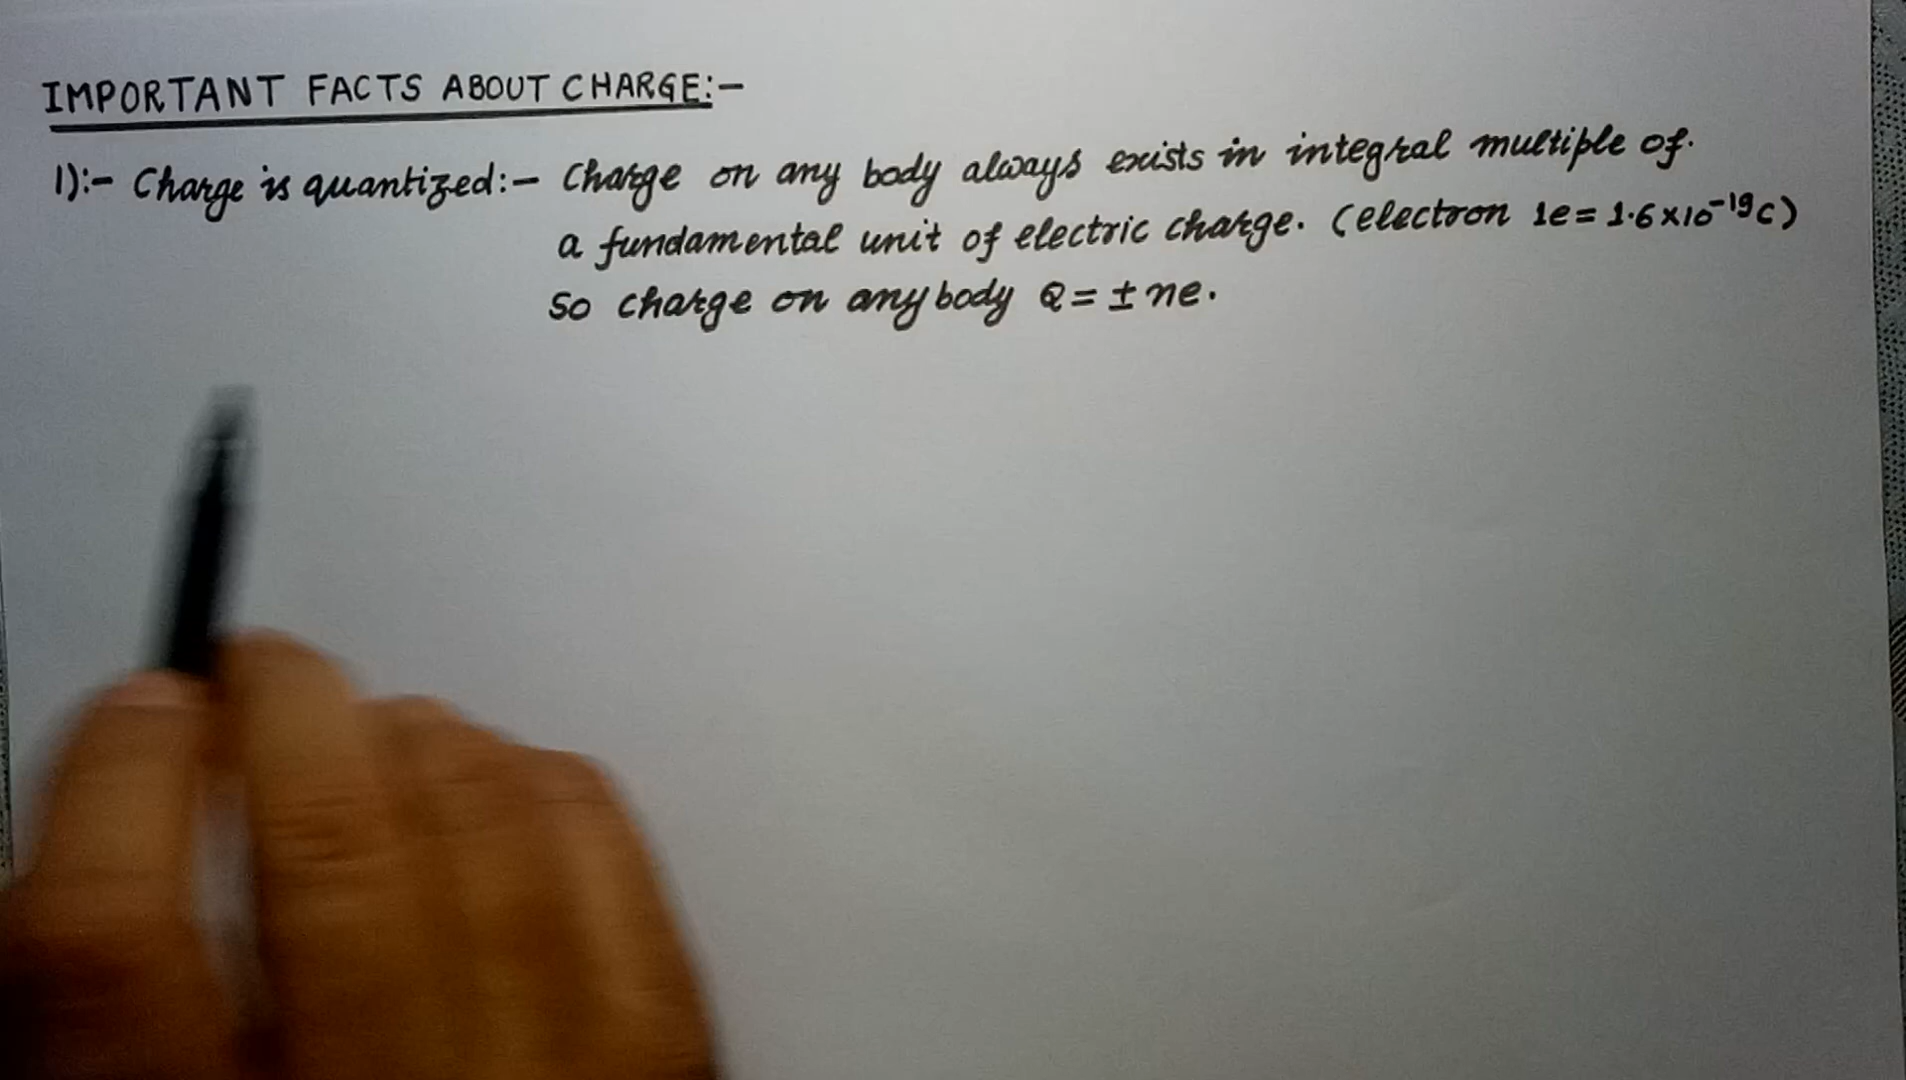 IMPORTANT FACTS ABOUT CHARGE:-
1):- Charge is quantized:- Charge on any body always exists in integral multiple of.
a fundamental unit of electric charge. (electron 1e = 1.6×10⁻¹⁹C)
So charge on any body Q = ± ne.